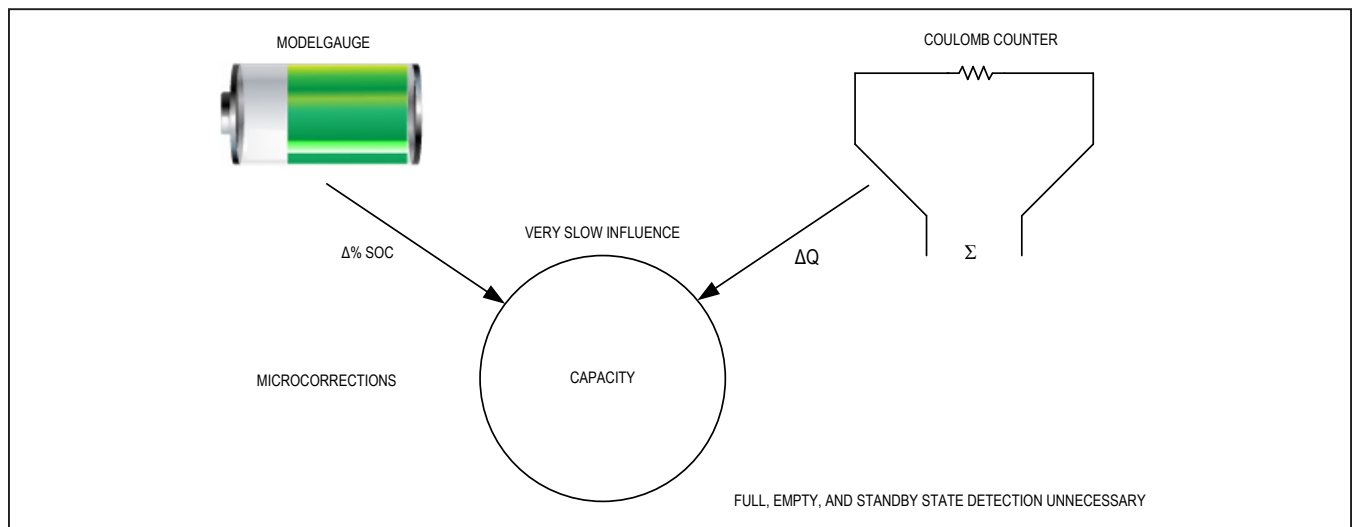 MODELGAUGE
COULOMB COUNTER
VERY SLOW INFLUENCE
Δ% SOC
ΔQ
Σ
MICROCORRECTIONS
CAPACITY
FULL, EMPTY, AND STANDBY STATE DETECTION UNNECESSARY